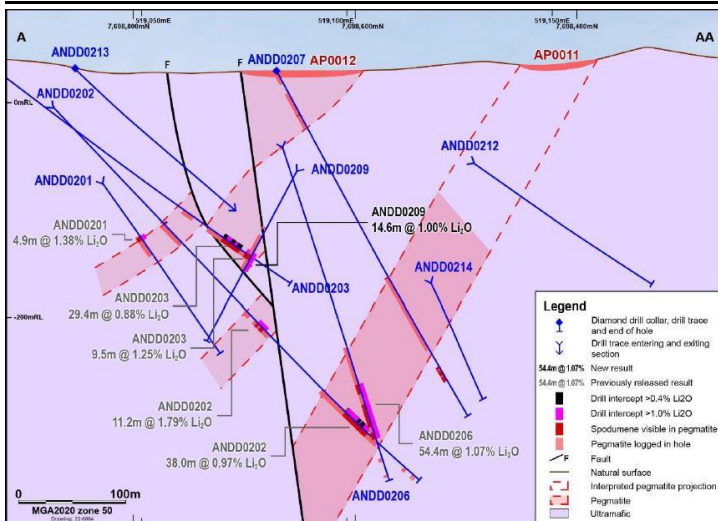 519,050mE
7,698,800mN
519,100mE
7,698,600mN
519,150mE
7,698,400mN
A
AA
ANDD0213
F
F
ANDD0207
AP0012
AP0011
ANDD0202
0mRL
ANDD0212
ANDD0201
ANDD0209
ANDD0209
14.6m @ 1.00% Li₂O
ANDD0201
4.9m @ 1.38% Li₂O
ANDD0214
ANDD0203
29.4m @ 0.88% Li₂O
ANDD0203
-200mRL
ANDD0203
9.5m @ 1.25% Li₂O
ANDD0202
11.2m @ 1.79% Li₂O
ANDD0202
38.0m @ 0.97% Li₂O
ANDD0206
54.4m @ 1.07% Li₂O
ANDD0206
0
100m
MGA2020 zone 50
Legend
Diamond drill collar, drill trace
and end of hole
Drill trace entering and exiting
section
54.4m @ 1.07% New result
54.4m @ 1.07% Previously released result
Drill intercept >0.4% Li2O
Drill intercept >1.0% Li2O
Spodumene visible in pegmatite
Pegmatite logged in hole
F Fault
Natural surface
Interpreted pegmatite projection
Pegmatite
Ultramafic